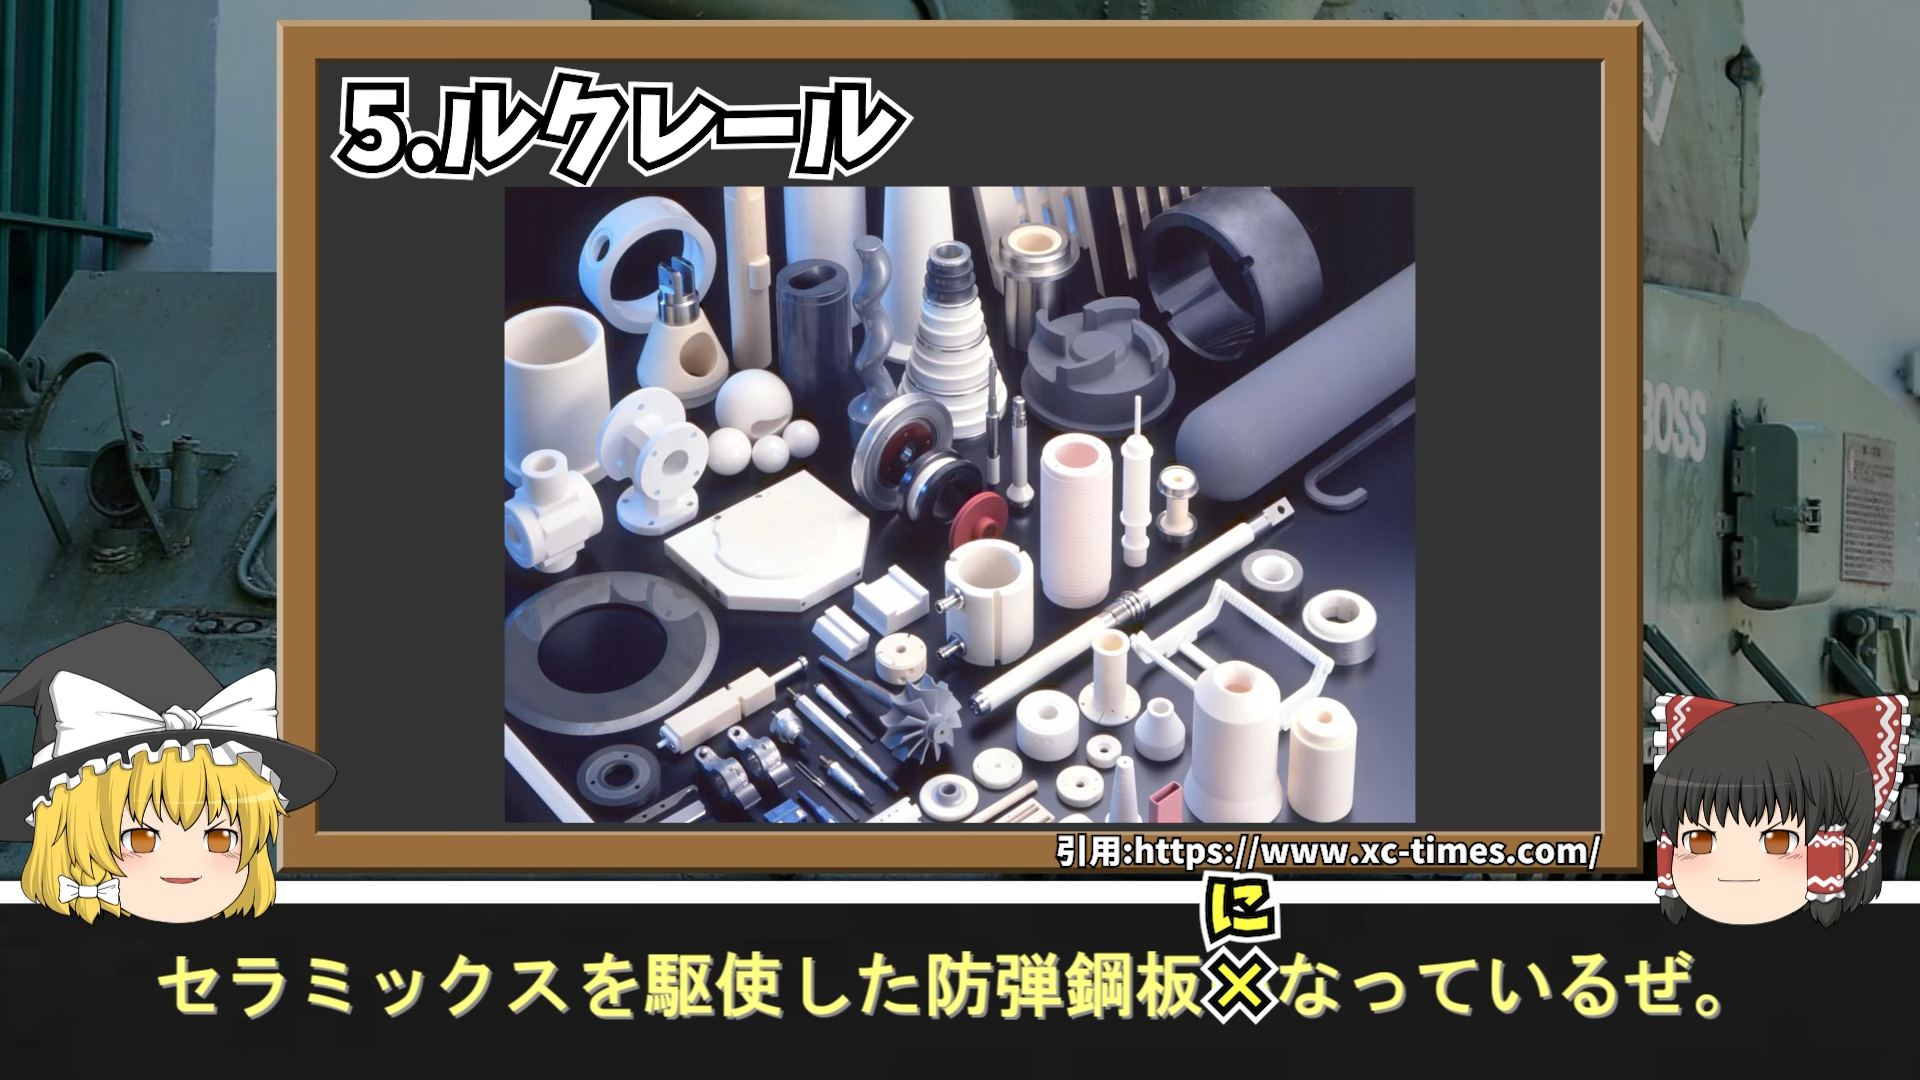 5.ルクレール
BOSS
引用:https://www.xc-times.com/
に
セラミックスを駆使した防弾鋼板×なっているぜ。